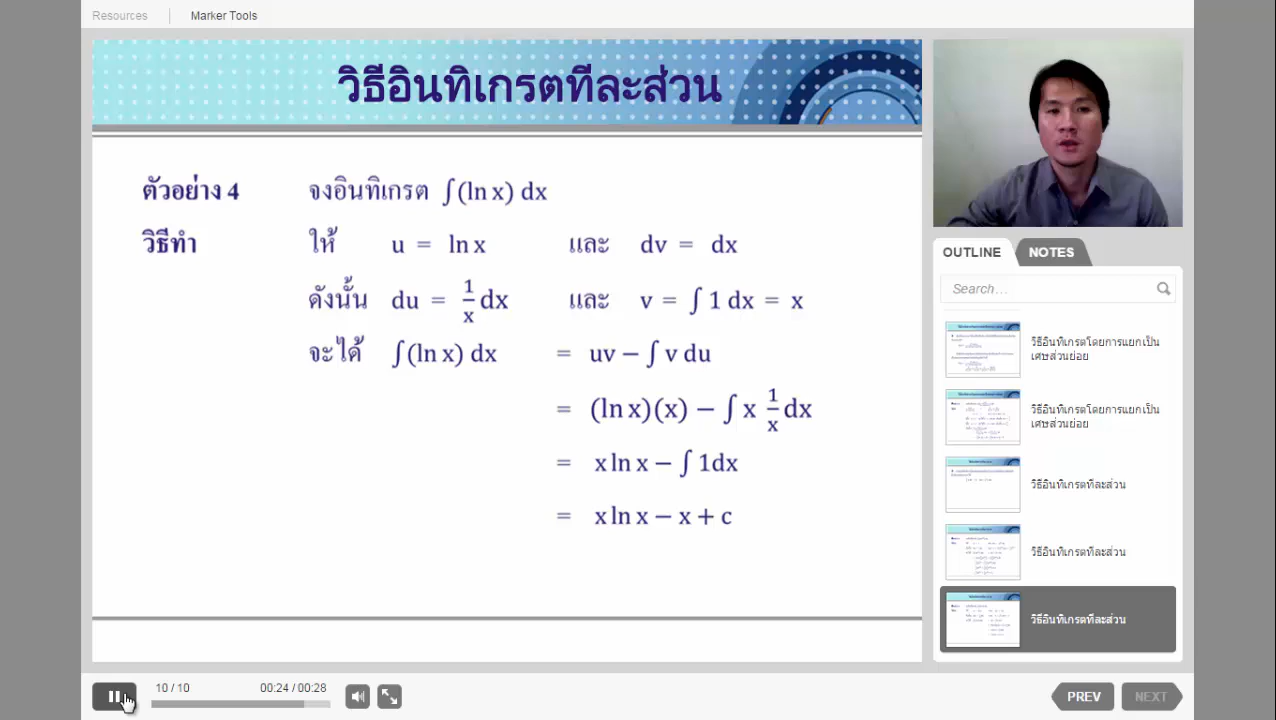 Resources Marker Tools
วิธีอินทิเกรตทีละส่วน
ตัวอย่าง 4 จงอินทิเกรต ∫(ln x) dx
วิธีทำ ให้ u = ln x และ dv = dx
ดังนั้น du = 1/x dx และ v = ∫ 1 dx = x
จะได้ ∫(ln x) dx = uv − ∫ v du
= (ln x)(x) − ∫ x 1/x dx
= x ln x − ∫ 1dx
= x ln x − x + c
OUTLINE NOTES
Search...
วิธีอินทิเกรตโดยการแยกเป็น
เศษส่วนย่อย
วิธีอินทิเกรตโดยการแยกเป็น
เศษส่วนย่อย
วิธีอินทิเกรตทีละส่วน
วิธีอินทิเกรตทีละส่วน
วิธีอินทิเกรตทีละส่วน
10 / 10 00:24 / 00:28
PREV NEXT